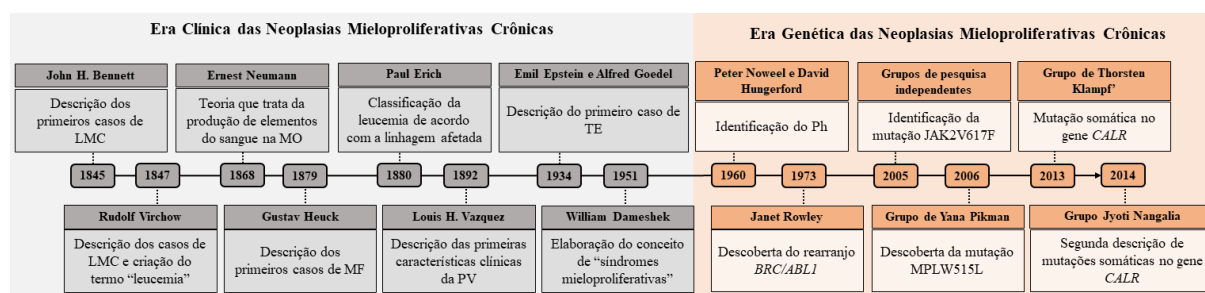 Era Clínica das Neoplasias Mieloproliferativas Crônicas
Era Genética das Neoplasias Mieloproliferativas Crônicas
John H. Bennett
Descrição dos
primeiros casos de
LMC
Ernest Neumann
Teoria que trata da
produção de elementos
do sangue na MO
Paul Erich
Classificação da
leucemia de acordo
com a linhagem afetada
Emil Epstein e Alfred Goedel
Descrição do primeiro caso de
TE
Peter Noweel e David
Hungerford
Identificação do Ph
Grupos de pesquisa
independentes
Identificação da
mutação JAK2V617F
Grupo de Thorsten
Klampf’
Mutação somática no
gene CALR
1845
1847
1868
1879
1880
1892
1934
1951
1960
1973
2005
2006
2013
2014
Rudolf Virchow
Descrição dos casos de
LMC e criação do
termo “leucemia”
Gustav Heuck
Descrição dos
primeiros casos de MF
Louis H. Vazquez
Descrição das primeiras
características clínicas
da PV
William Dameshek
Elaboração do conceito
de “síndromes
mieloproliferativas”
Janet Rowley
Descoberta do rearranjo
BRC/ABL1
Grupo de Yana Pikman
Descoberta da mutação
MPLW515L
Grupo Jyoti Nangalia
Segunda descrição de
mutações somáticas no gene
CALR